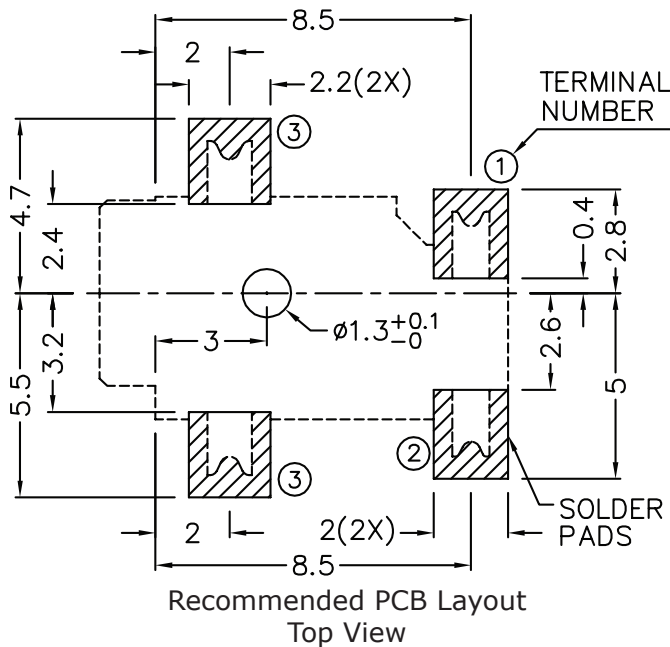 8.5
2
2.2(2X)
TERMINAL
NUMBER
3
1
4.7
2.4
0.4
2.8
3
ø1.3+0.1 -0
3.2
5.5
2.6
5
2
3
2
2(2X)
8.5
SOLDER
PADS
Recommended PCB Layout
Top View